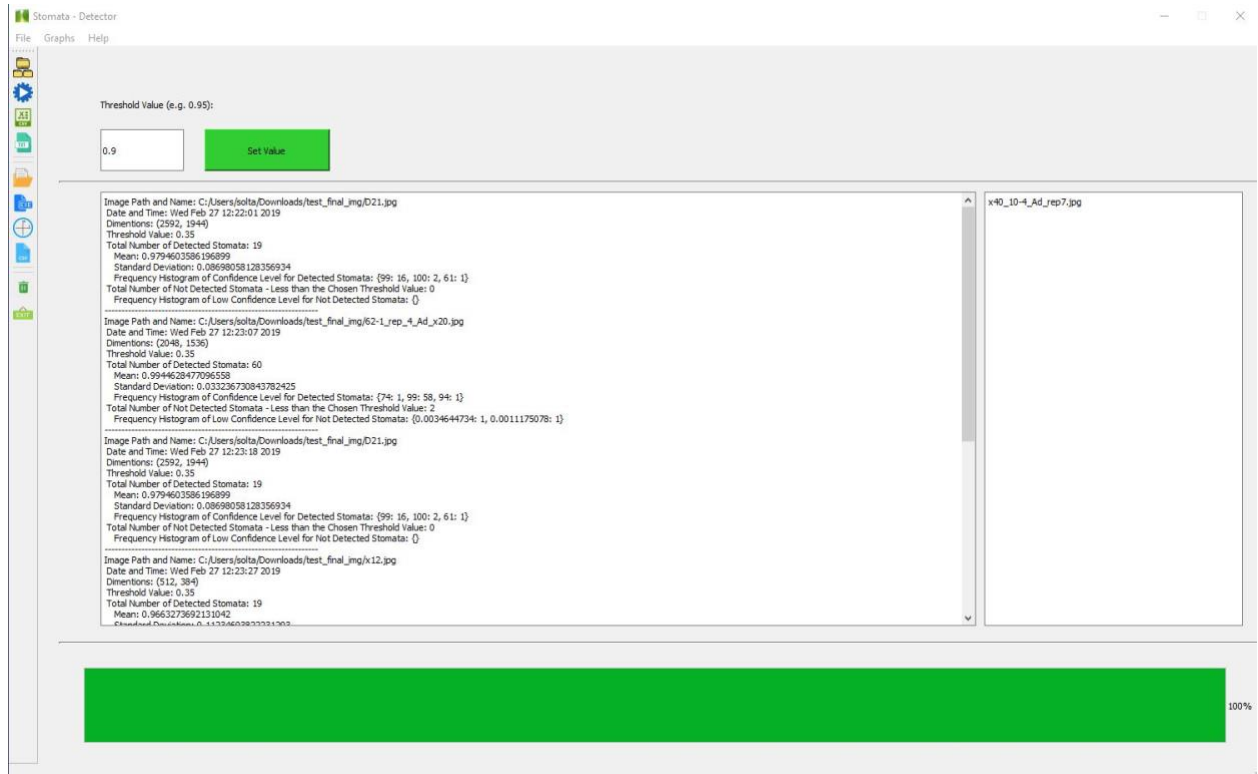 Stomata - Detector
File Graphs Help
Threshold Value (e.g. 0.95):
0.9
Set Value
Image Path and Name: C:/Users/solta/Downloads/test_final_img/D21.jpg
Date and Time: Wed Feb 27 12:22:01 2019
Dimentions: (2592, 1944)
Threshold Value: 0.35
Total Number of Detected Stomata: 19
Mean: 0.9794603586196899
Standard Deviation: 0.08698058128356934
Frequency Histogram of Confidence Level for Detected Stomata: {99: 16, 100: 2, 61: 1}
Total Number of Not Detected Stomata - Less than the Chosen Threshold Value: 0
Frequency Histogram of Low Confidence Level for Not Detected Stomata: {}
------------------------------------------------------------
Image Path and Name: C:/Users/solta/Downloads/test_final_img/62-1_rep_4_Ad_x20.jpg
Date and Time: Wed Feb 27 12:23:07 2019
Dimentions: (2048, 1536)
Threshold Value: 0.35
Total Number of Detected Stomata: 60
Mean: 0.9944628477096558
Standard Deviation: 0.033236730843782425
Frequency Histogram of Confidence Level for Detected Stomata: {74: 1, 99: 58, 94: 1}
Total Number of Not Detected Stomata - Less than the Chosen Threshold Value: 2
Frequency Histogram of Low Confidence Level for Not Detected Stomata: {0.0034644734: 1, 0.0011175078: 1}
------------------------------------------------------------
Image Path and Name: C:/Users/solta/Downloads/test_final_img/D21.jpg
Date and Time: Wed Feb 27 12:23:18 2019
Dimentions: (2592, 1944)
Threshold Value: 0.35
Total Number of Detected Stomata: 19
Mean: 0.9794603586196899
Standard Deviation: 0.08698058128356934
Frequency Histogram of Confidence Level for Detected Stomata: {99: 16, 100: 2, 61: 1}
Total Number of Not Detected Stomata - Less than the Chosen Threshold Value: 0
Frequency Histogram of Low Confidence Level for Not Detected Stomata: {}
------------------------------------------------------------
Image Path and Name: C:/Users/solta/Downloads/test_final_img/x12.jpg
Date and Time: Wed Feb 27 12:23:27 2019
Dimentions: (512, 384)
Threshold Value: 0.35
Total Number of Detected Stomata: 19
Mean: 0.9663273692131042
Standard Deviation:
x40_10-4_Ad_rep7.jpg
100%